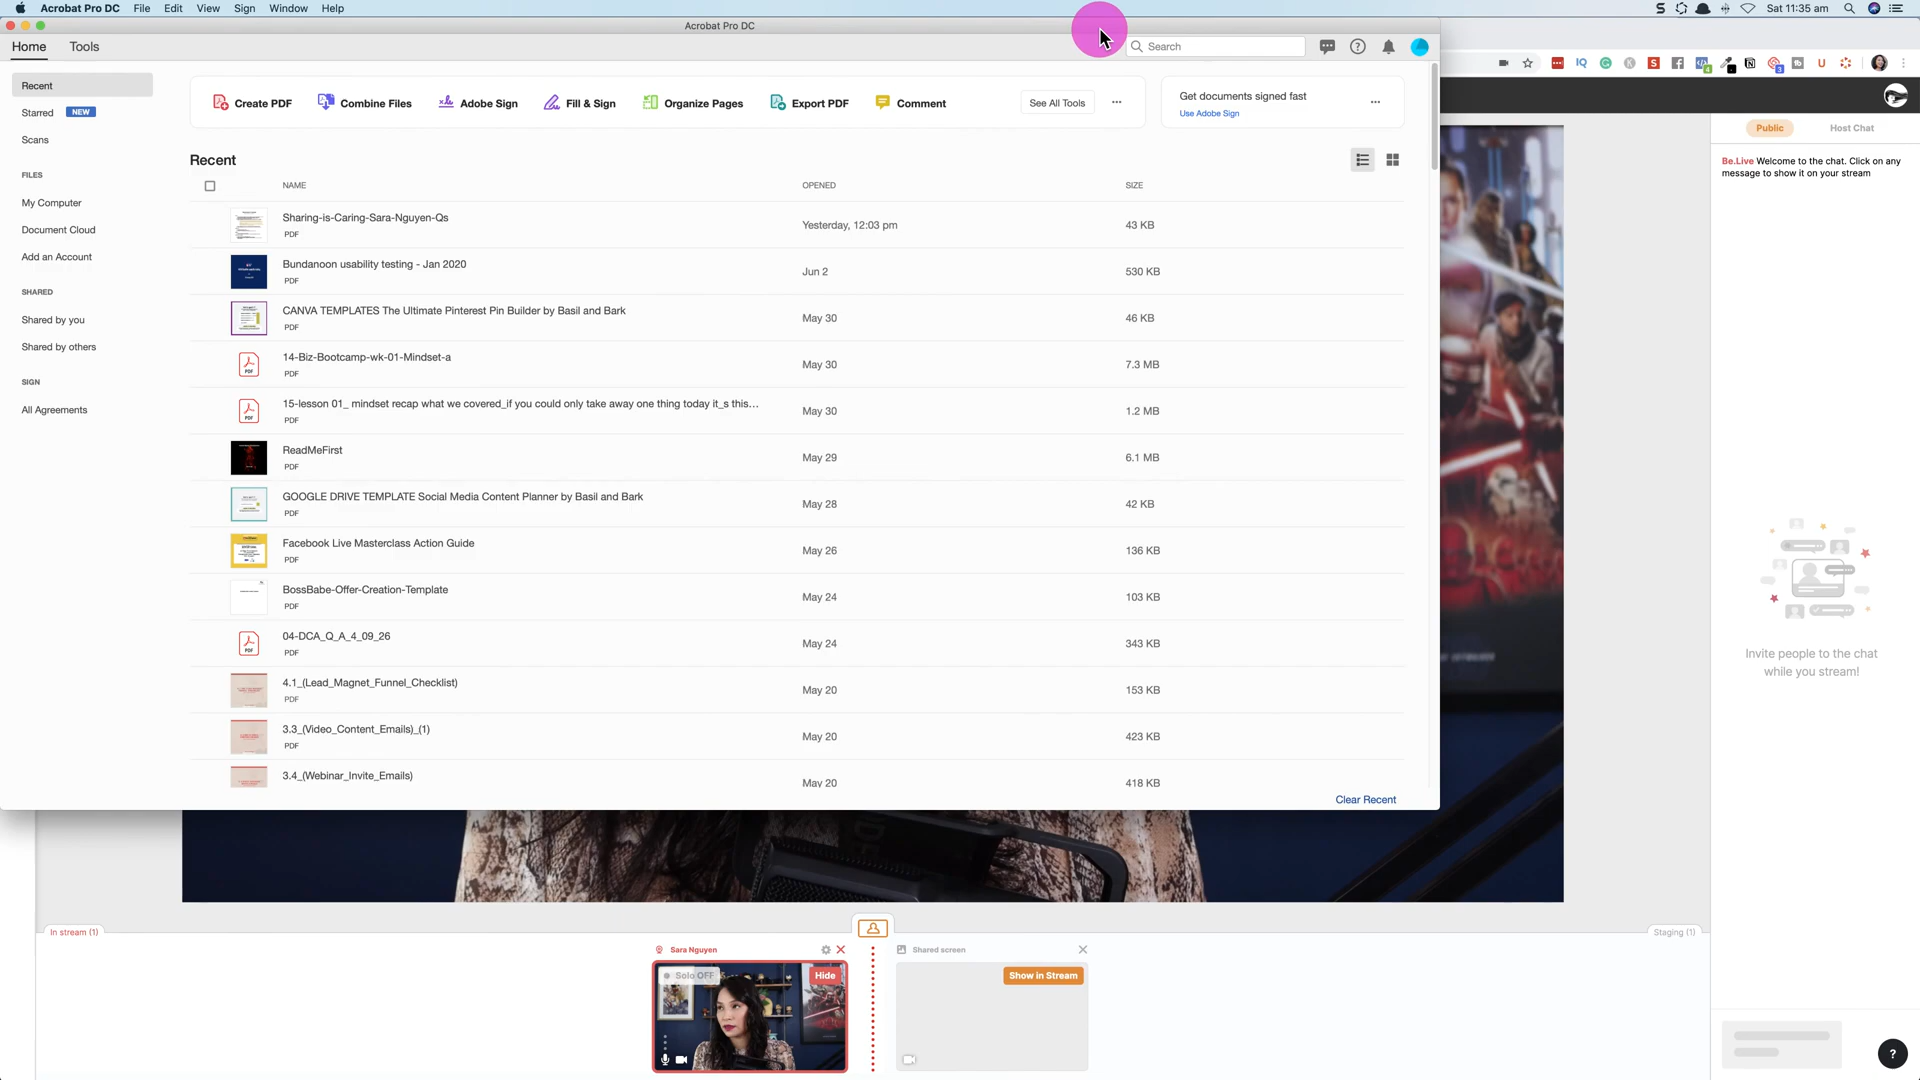 Acrobat Pro DC File Edit View Sign Window Help
Sat 11:35 am
Acrobat Pro DC
Home Tools
Search
Recent
Starred NEW
Scans
FILES
My Computer
Document Cloud
Add an Account
SHARED
Shared by you
Shared by others
SIGN
All Agreements
Create PDF Combine Files Adobe Sign Fill & Sign Organize Pages Export PDF Comment See All Tools
Get documents signed fast
Use Adobe Sign
Recent
NAME OPENED SIZE
Sharing-is-Caring-Sara-Nguyen-Qs
PDF
Yesterday, 12:03 pm 43 KB
Bundanoon usability testing - Jan 2020
PDF
Jun 2 530 KB
CANVA TEMPLATES The Ultimate Pinterest Pin Builder by Basil and Bark
PDF
May 30 46 KB
14-Biz-Bootcamp-wk-01-Mindset-a
PDF
May 30 7.3 MB
15-lesson 01_ mindset recap what we covered_if you could only take away one thing today it_s this...
PDF
May 30 1.2 MB
ReadMeFirst
PDF
May 29 6.1 MB
GOOGLE DRIVE TEMPLATE Social Media Content Planner by Basil and Bark
PDF
May 28 42 KB
Facebook Live Masterclass Action Guide
PDF
May 26 136 KB
BossBabe-Offer-Creation-Template
PDF
May 24 103 KB
04-DCA_Q_A_4_09_26
PDF
May 24 343 KB
4.1_(Lead_Magnet_Funnel_Checklist)
PDF
May 20 153 KB
3.3_(Video_Content_Emails)_(1)
PDF
May 20 423 KB
3.4_(Webinar_Invite_Emails)
May 20 418 KB
Clear Recent
Public Host Chat
Be.Live Welcome to the chat. Click on any
message to show it on your stream
Invite people to the chat
while you stream!
In stream (1)
Staging (1)
Sara Nguyen
Solo OFF Hide
Shared screen
Show in Stream
?